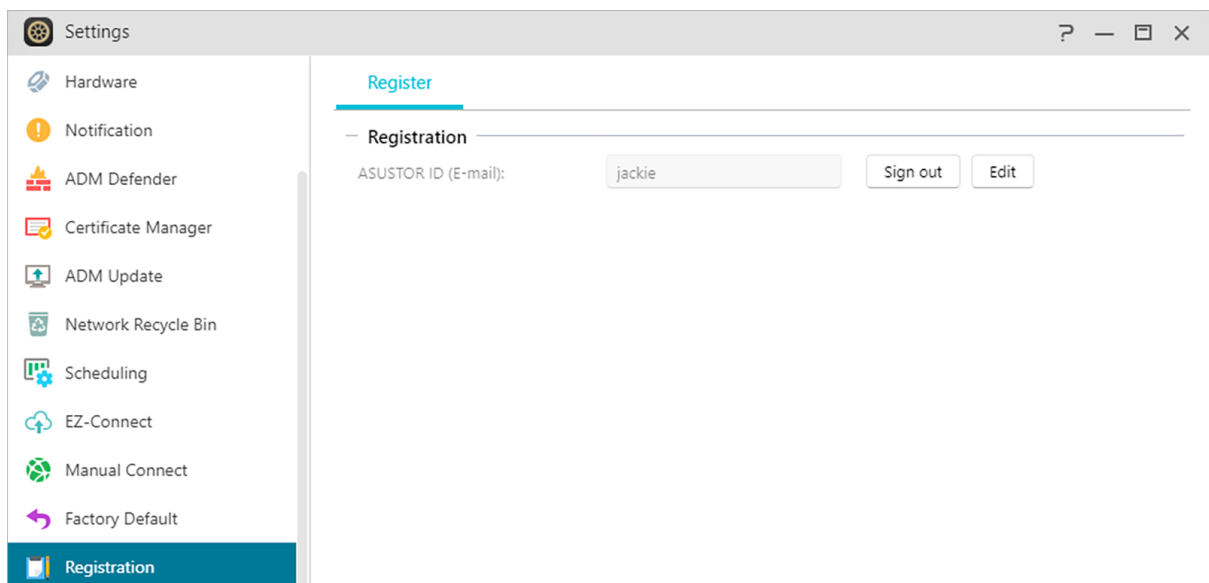 Settings
Hardware
Notification
ADM Defender
Certificate Manager
ADM Update
Network Recycle Bin
Scheduling
EZ-Connect
Manual Connect
Factory Default
Registration
Register
Registration
ASUSTOR ID (E-mail): jackie Sign out Edit